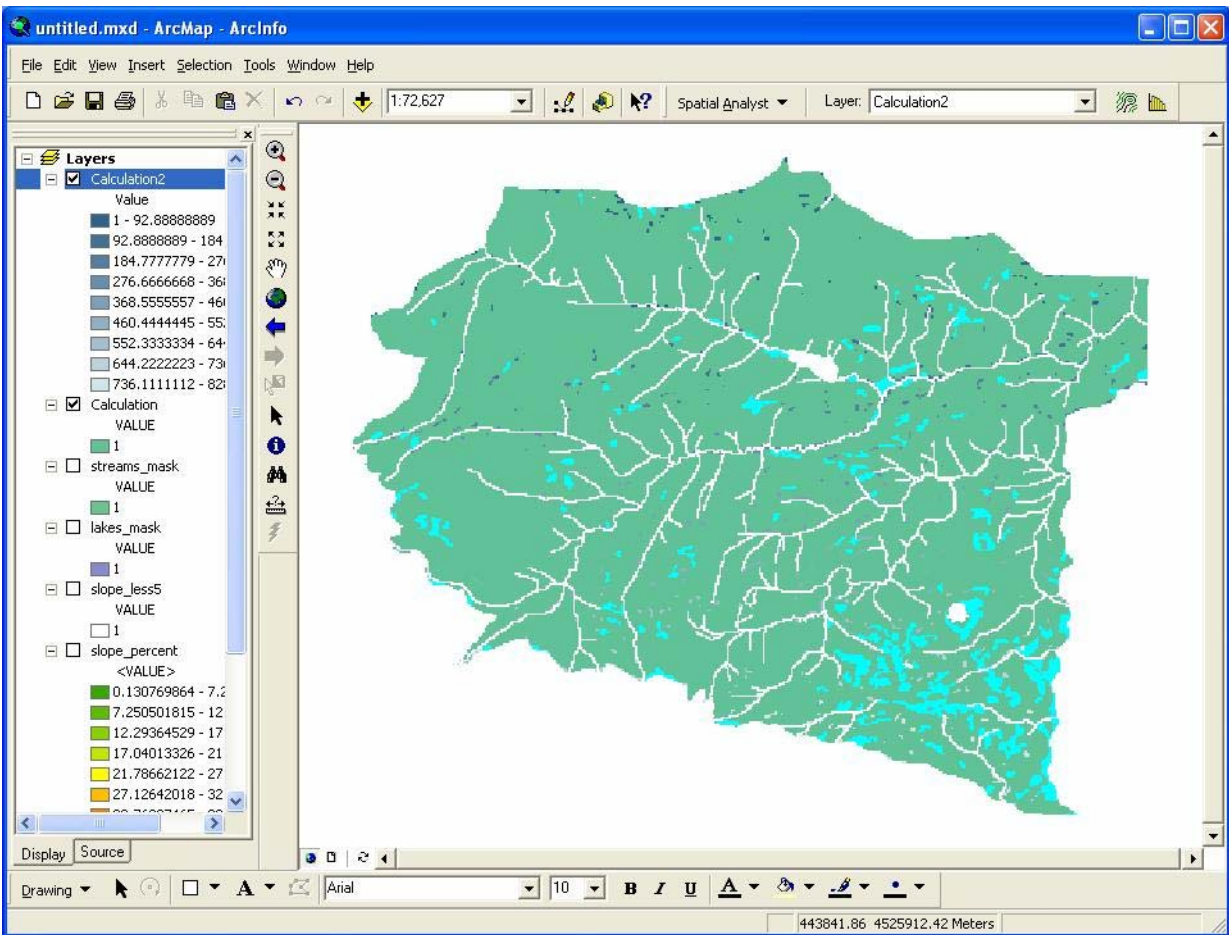 untitled.mxd - ArcMap - ArcInfo
File Edit View Insert Selection Tools Window Help
1:72,627 Spatial Analyst Layer: Calculation2
Layers
Calculation2
Value
1 - 92.88888889
92.8888889 - 184
184.7777779 - 27
276.6666668 - 36
368.5555557 - 46
460.4444445 - 55
552.3333334 - 64
644.2222223 - 73
736.1111112 - 82
Calculation
VALUE
1
streams_mask
VALUE
1
lakes_mask
VALUE
1
slope_less5
VALUE
1
slope_percent
<VALUE>
0.130769864 - 7.2
7.250501815 - 12
12.29364529 - 17
17.04013326 - 21
21.78662122 - 27
27.12642018 - 32
Display Source
Drawing A Arial 10 B I U A
443841.86 4525912.42 Meters